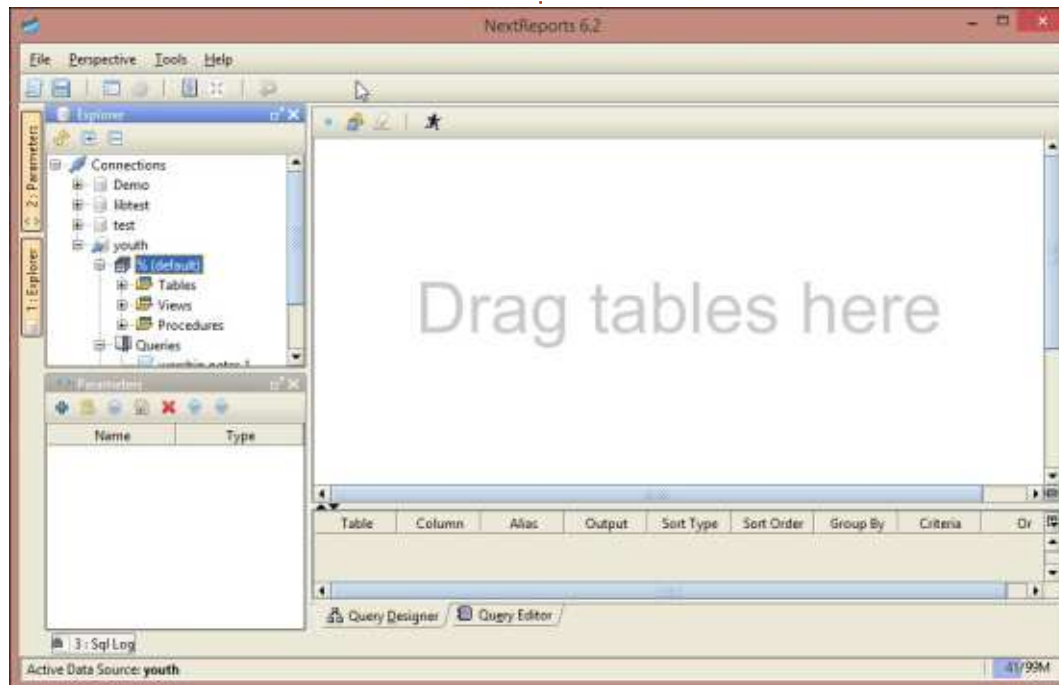 NextReports 6.2
File Perspective Tools Help
2: Parameters
1: Explorer
Explorer
Connections
Demo
libtest
test
youth
% (default)
Tables
Views
Procedures
Queries
Parameters
Name Type
Drag tables here
Table Column Alias Output Sort Type Sort Order Group By Criteria Or
Query Designer Query Editor
3 : Sql Log
Active Data Source: youth
41/99M